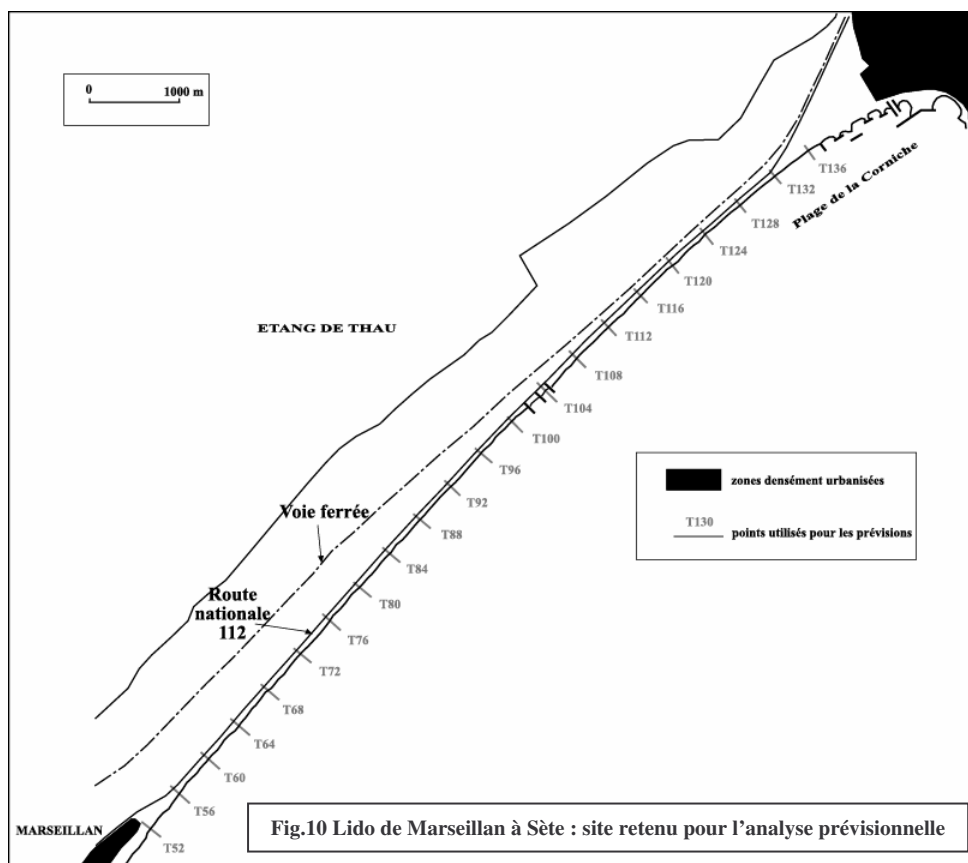 0 1000 m
T136
T132
Plage de la Corniche
T128
T124
T120
ETANG DE THAU
T116
T112
T108
T104
T100
T96
zones densément urbanisées
T92
Voie ferrée
T130
T88
points utilisés pour les prévisions
T84
Route
nationale
112
T80
T76
T72
T68
T64
T60
T56
MARSEILLAN
T52
Fig.10 Lido de Marseillan à Sète : site retenu pour l’analyse prévisionnelle